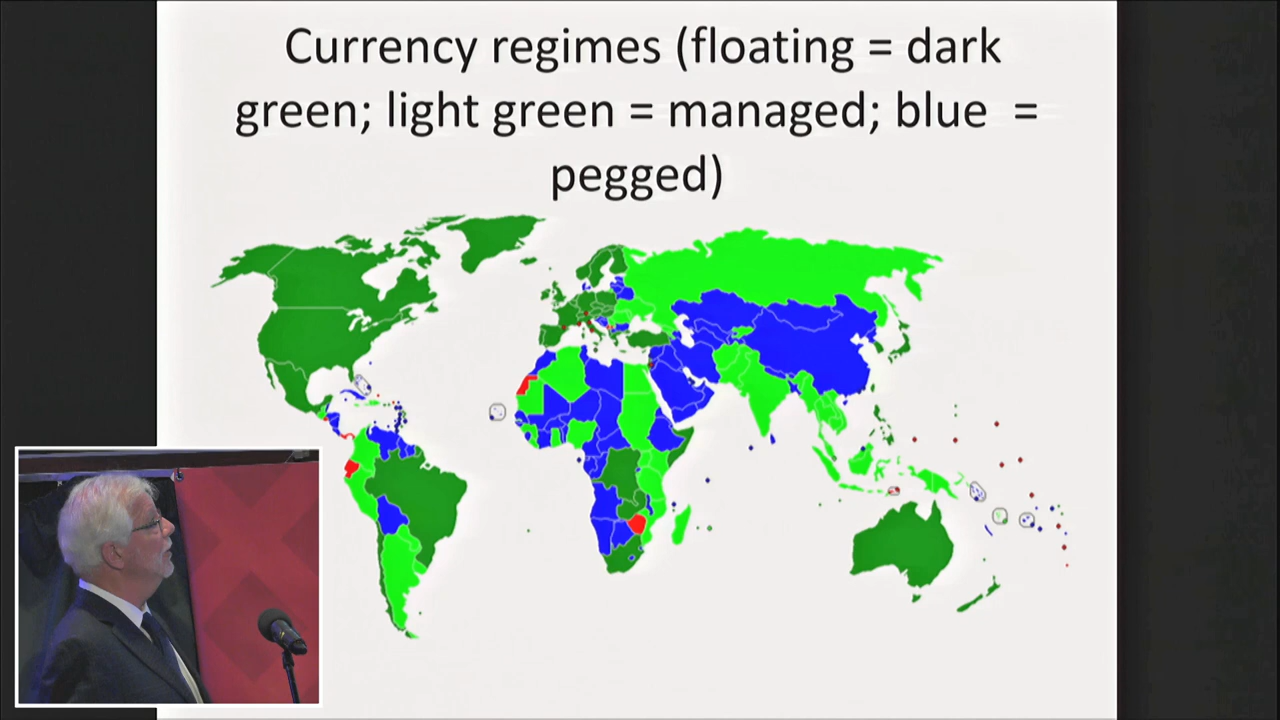 Currency regimes (floating = dark
green; light green = managed; blue =
pegged)